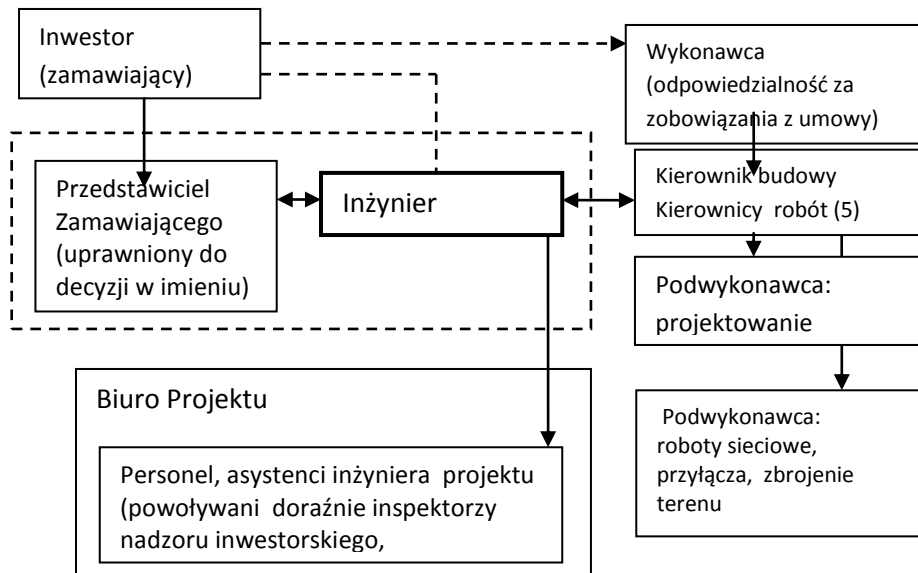 Inwestor
(zamawiający)
Wykonawca
(odpowiedzialność za
zobowiązania z umowy)
Przedstawiciel
Zamawiającego
(uprawniony do
decyzji w imieniu)
Inżynier
Kierownik budowy
Kierownicy robót (5)
Podwykonawca:
projektowanie
Biuro Projektu
Personel, asystenci inżyniera projektu
(powoływani doraźnie inspektorzy
nadzoru inwestorskiego,
Podwykonawca:
roboty sieciowe,
przyłącza, zbrojenie
terenu